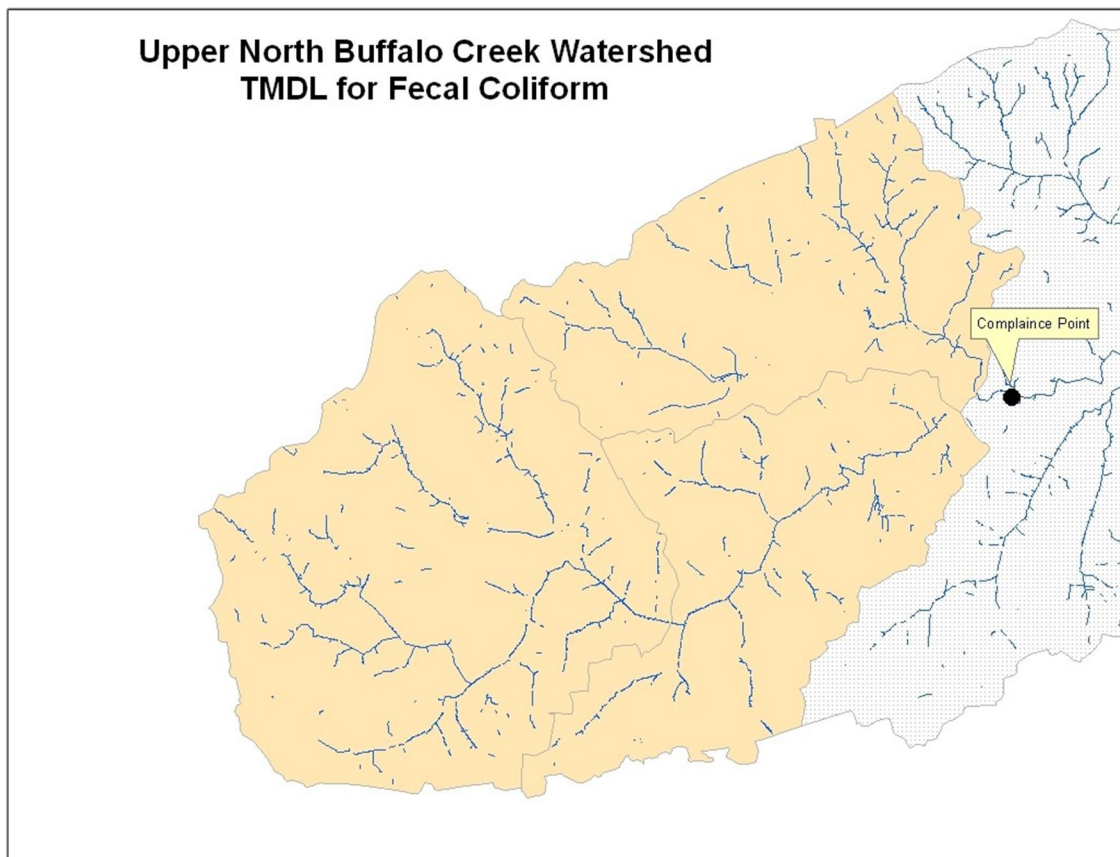 Upper North Buffalo Creek Watershed
TMDL for Fecal Coliform
Complaince Point